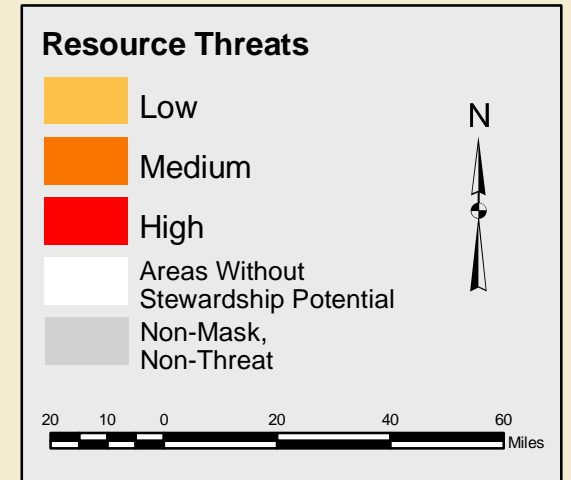 Resource Threats
Low
N
Medium
High
Areas Without
Stewardship Potential
Non-Mask,
Non-Threat
20 10 0 20 40 60
Miles